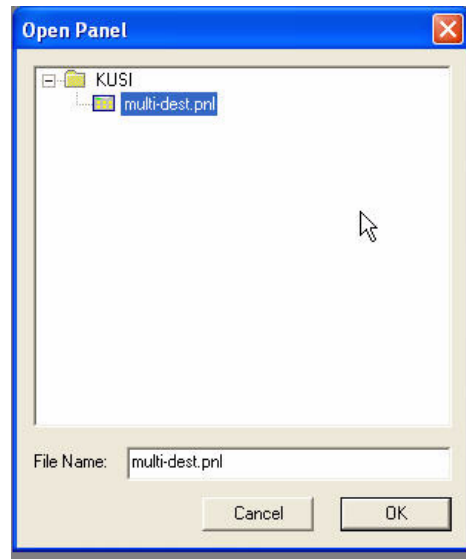 Open Panel
KUSI
multi-dest.pnl
File Name: multi-dest.pnl
Cancel OK